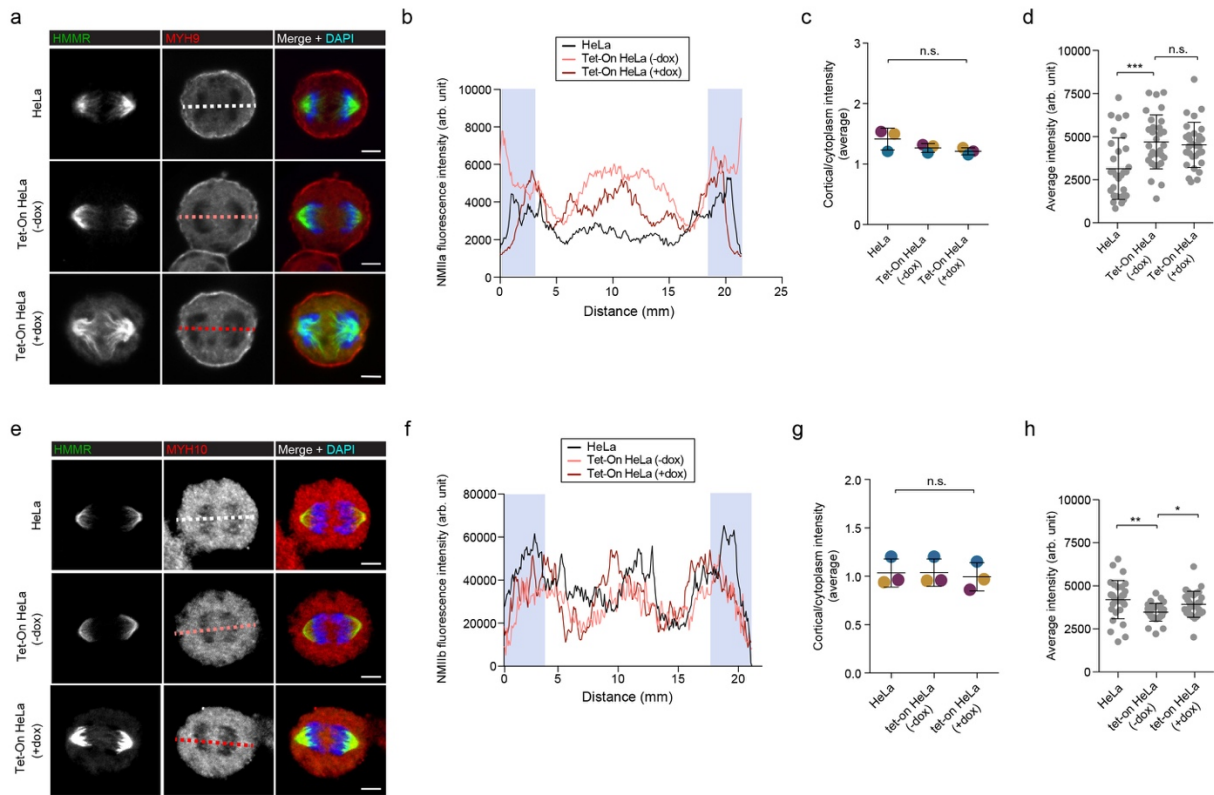 a
HMMR MYH9 Merge + DAPI
HeLa
Tet-On HeLa
(-dox)
Tet-On HeLa
(+dox)
b
HeLa
Tet-On HeLa (-dox)
Tet-On HeLa (+dox)
NMIIa fluorescence intensity (arb. unit)
10000
8000
6000
4000
2000
0
0 5 10 15 20 25
Distance (mm)
c
Cortical/cytoplasm intensity
(average)
3
2
1
0
n.s.
HeLa
Tet-On HeLa
(-dox)
Tet-On HeLa
(+dox)
d
Average intensity (arb. unit)
10000
7500
5000
2500
0
*** n.s.
HeLa
Tet-On HeLa
(-dox)
Tet-On HeLa
(+dox)
e
HMMR MYH10 Merge + DAPI
HeLa
Tet-On HeLa
(-dox)
Tet-On HeLa
(+dox)
f
HeLa
Tet-On HeLa (-dox)
Tet-On HeLa (+dox)
NMIIb fluorescence intensity (arb. unit)
80000
60000
40000
20000
0
0 5 10 15 20
Distance (mm)
g
Cortical/cytoplasm intensity
(average)
2.0
1.5
1.0
0.5
0.0
n.s.
HeLa
tet-On HeLa
(-dox)
tet-On HeLa
(+dox)
h
Average intensity (arb. unit)
10000
7500
5000
2500
0
** *
HeLa
tet-On HeLa
(-dox)
tet-On HeLa
(+dox)